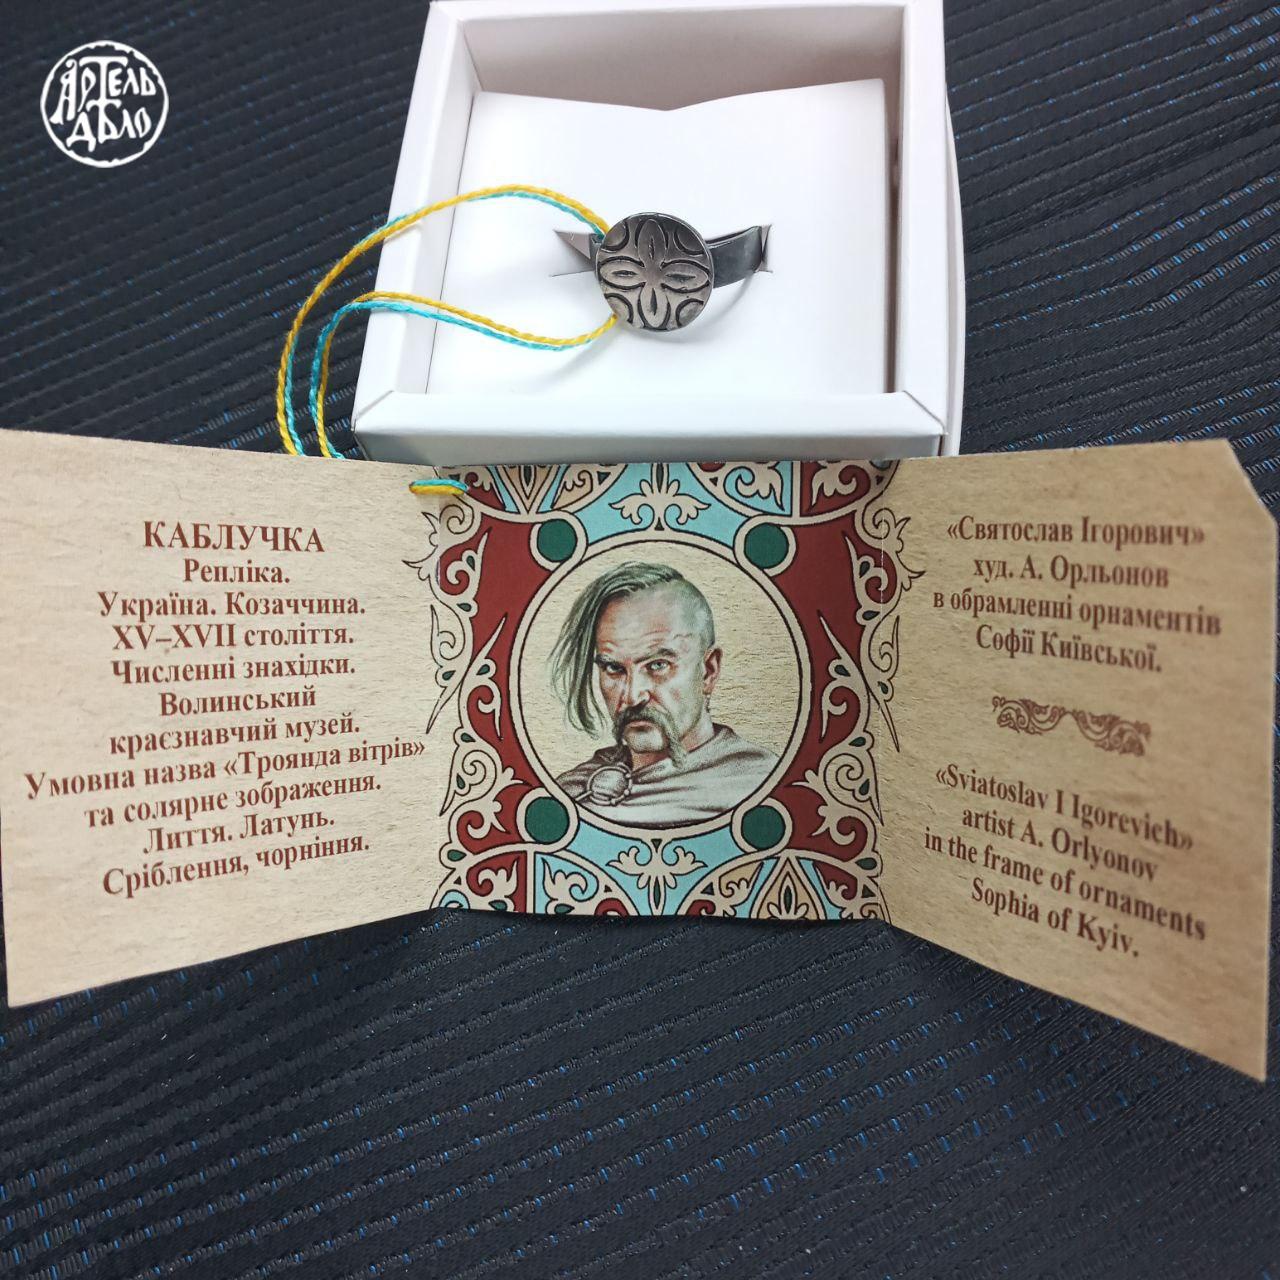 АРТЕЛЬ
ДѢЛО
КАБЛУЧКА
Репліка.
Україна. Козаччина.
XV–XVII століття.
Численні знахідки.
Волинський
краєзнавчий музей.
Умовна назва «Троянда вітрів»
та солярне зображення.
Лиття. Латунь.
Сріблення, чорніння.
«Святослав Ігорович»
худ. А. Орльонов
в обрамленні орнаментів
Софії Київської.
«Sviatoslav I Igorevich»
artist A. Orlyonov
in the frame of ornaments
Sophia of Kyiv.